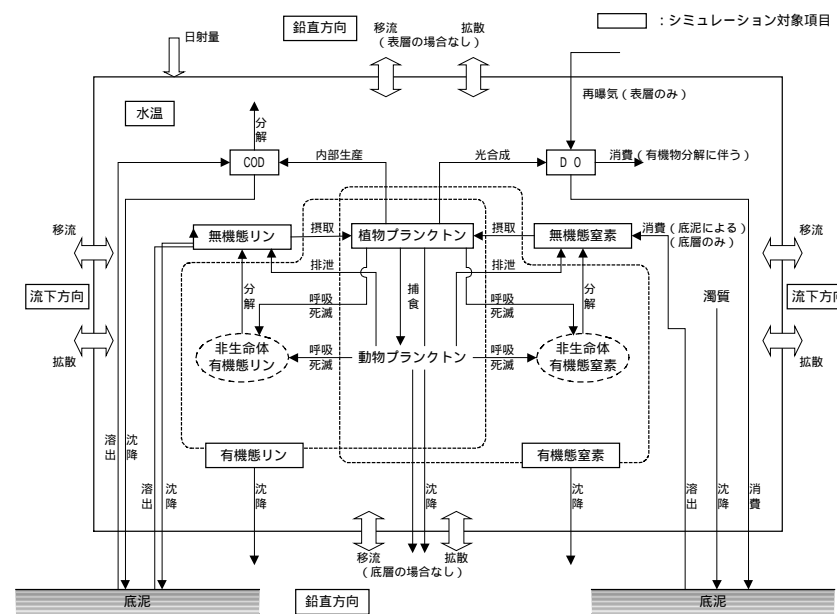 日射量
鉛直方向
移流
(表層の場合なし)
拡散
：シミュレーション対象項目
再曝気(表層のみ)
水温
分解
COD
内部生産
光合成
DO
消費(有機物分解に伴う)
移流
無機態リン
摂取
植物プランクトン
摂取
無機態窒素
消費(底泥による)
(底層のみ)
移流
排泄
排泄
流下方向
分解
呼吸
死滅
捕食
呼吸
死滅
分解
濁質
流下方向
非生命体
有機態リン
呼吸
死滅
動物プランクトン
呼吸
死滅
非生命体
有機態窒素
拡散
拡散
溶出
沈降
有機態リン
有機態窒素
溶出
沈降
沈降
沈降
沈降
溶出
沈降
消費
移流
(底層の場合なし)
拡散
底泥
鉛直方向
底泥